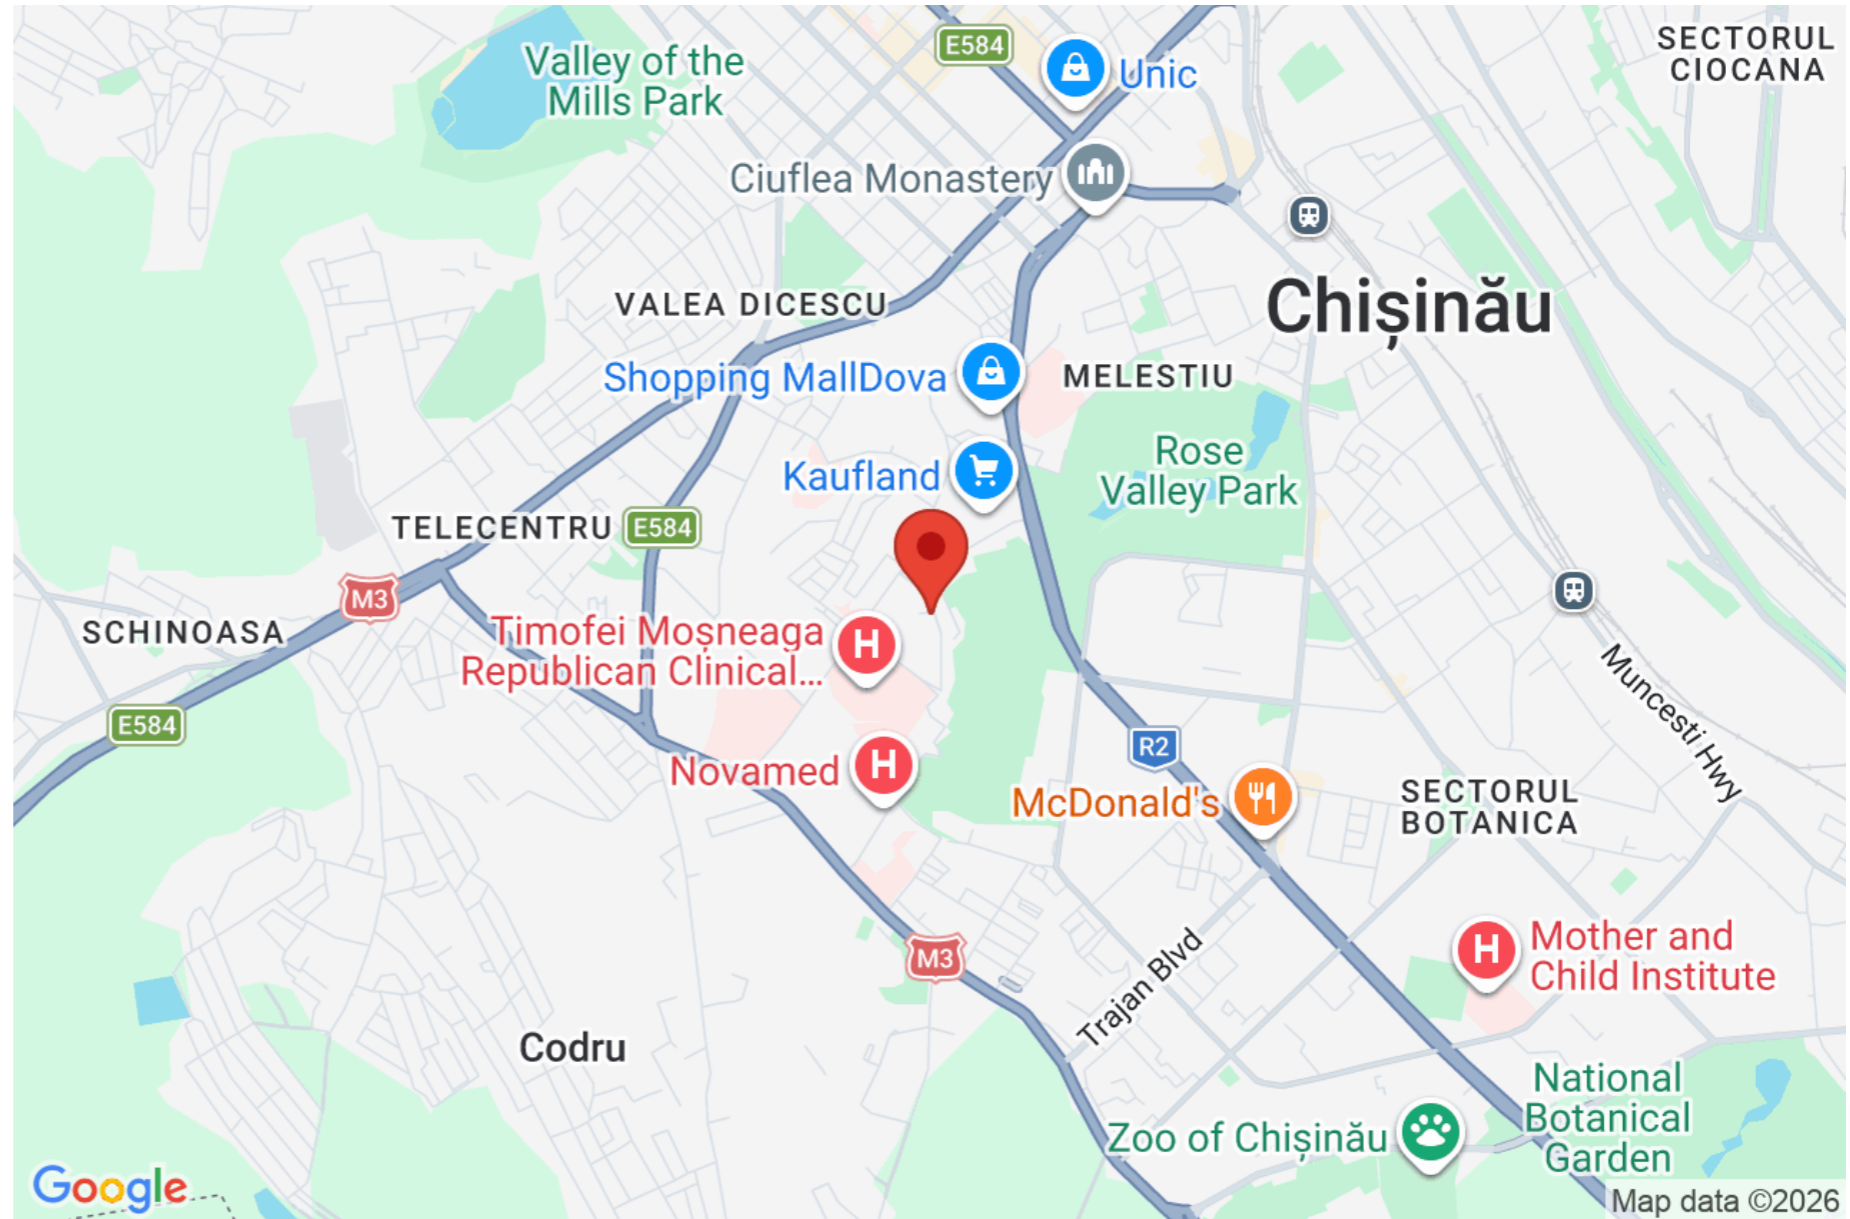 SECTORUL
CIOCANA
E584
Unic
Valley of the
Mills Park
Ciuflea Monastery
Chișinău
VALEA DICESCU
Shopping MallDova
MELESTIU
Rose
Valley Park
Kaufland
TELECENTRU
E584
M3
SCHINOASA
Timofei Moșneaga
Republican Clinical...
E584
Muncesti Hwy
R2
Novamed
McDonald's
SECTORUL
BOTANICA
M3
Trajan Blvd
Mother and
Child Institute
Codru
National
Botanical
Garden
Zoo of Chișinău
Google
Map data ©2026